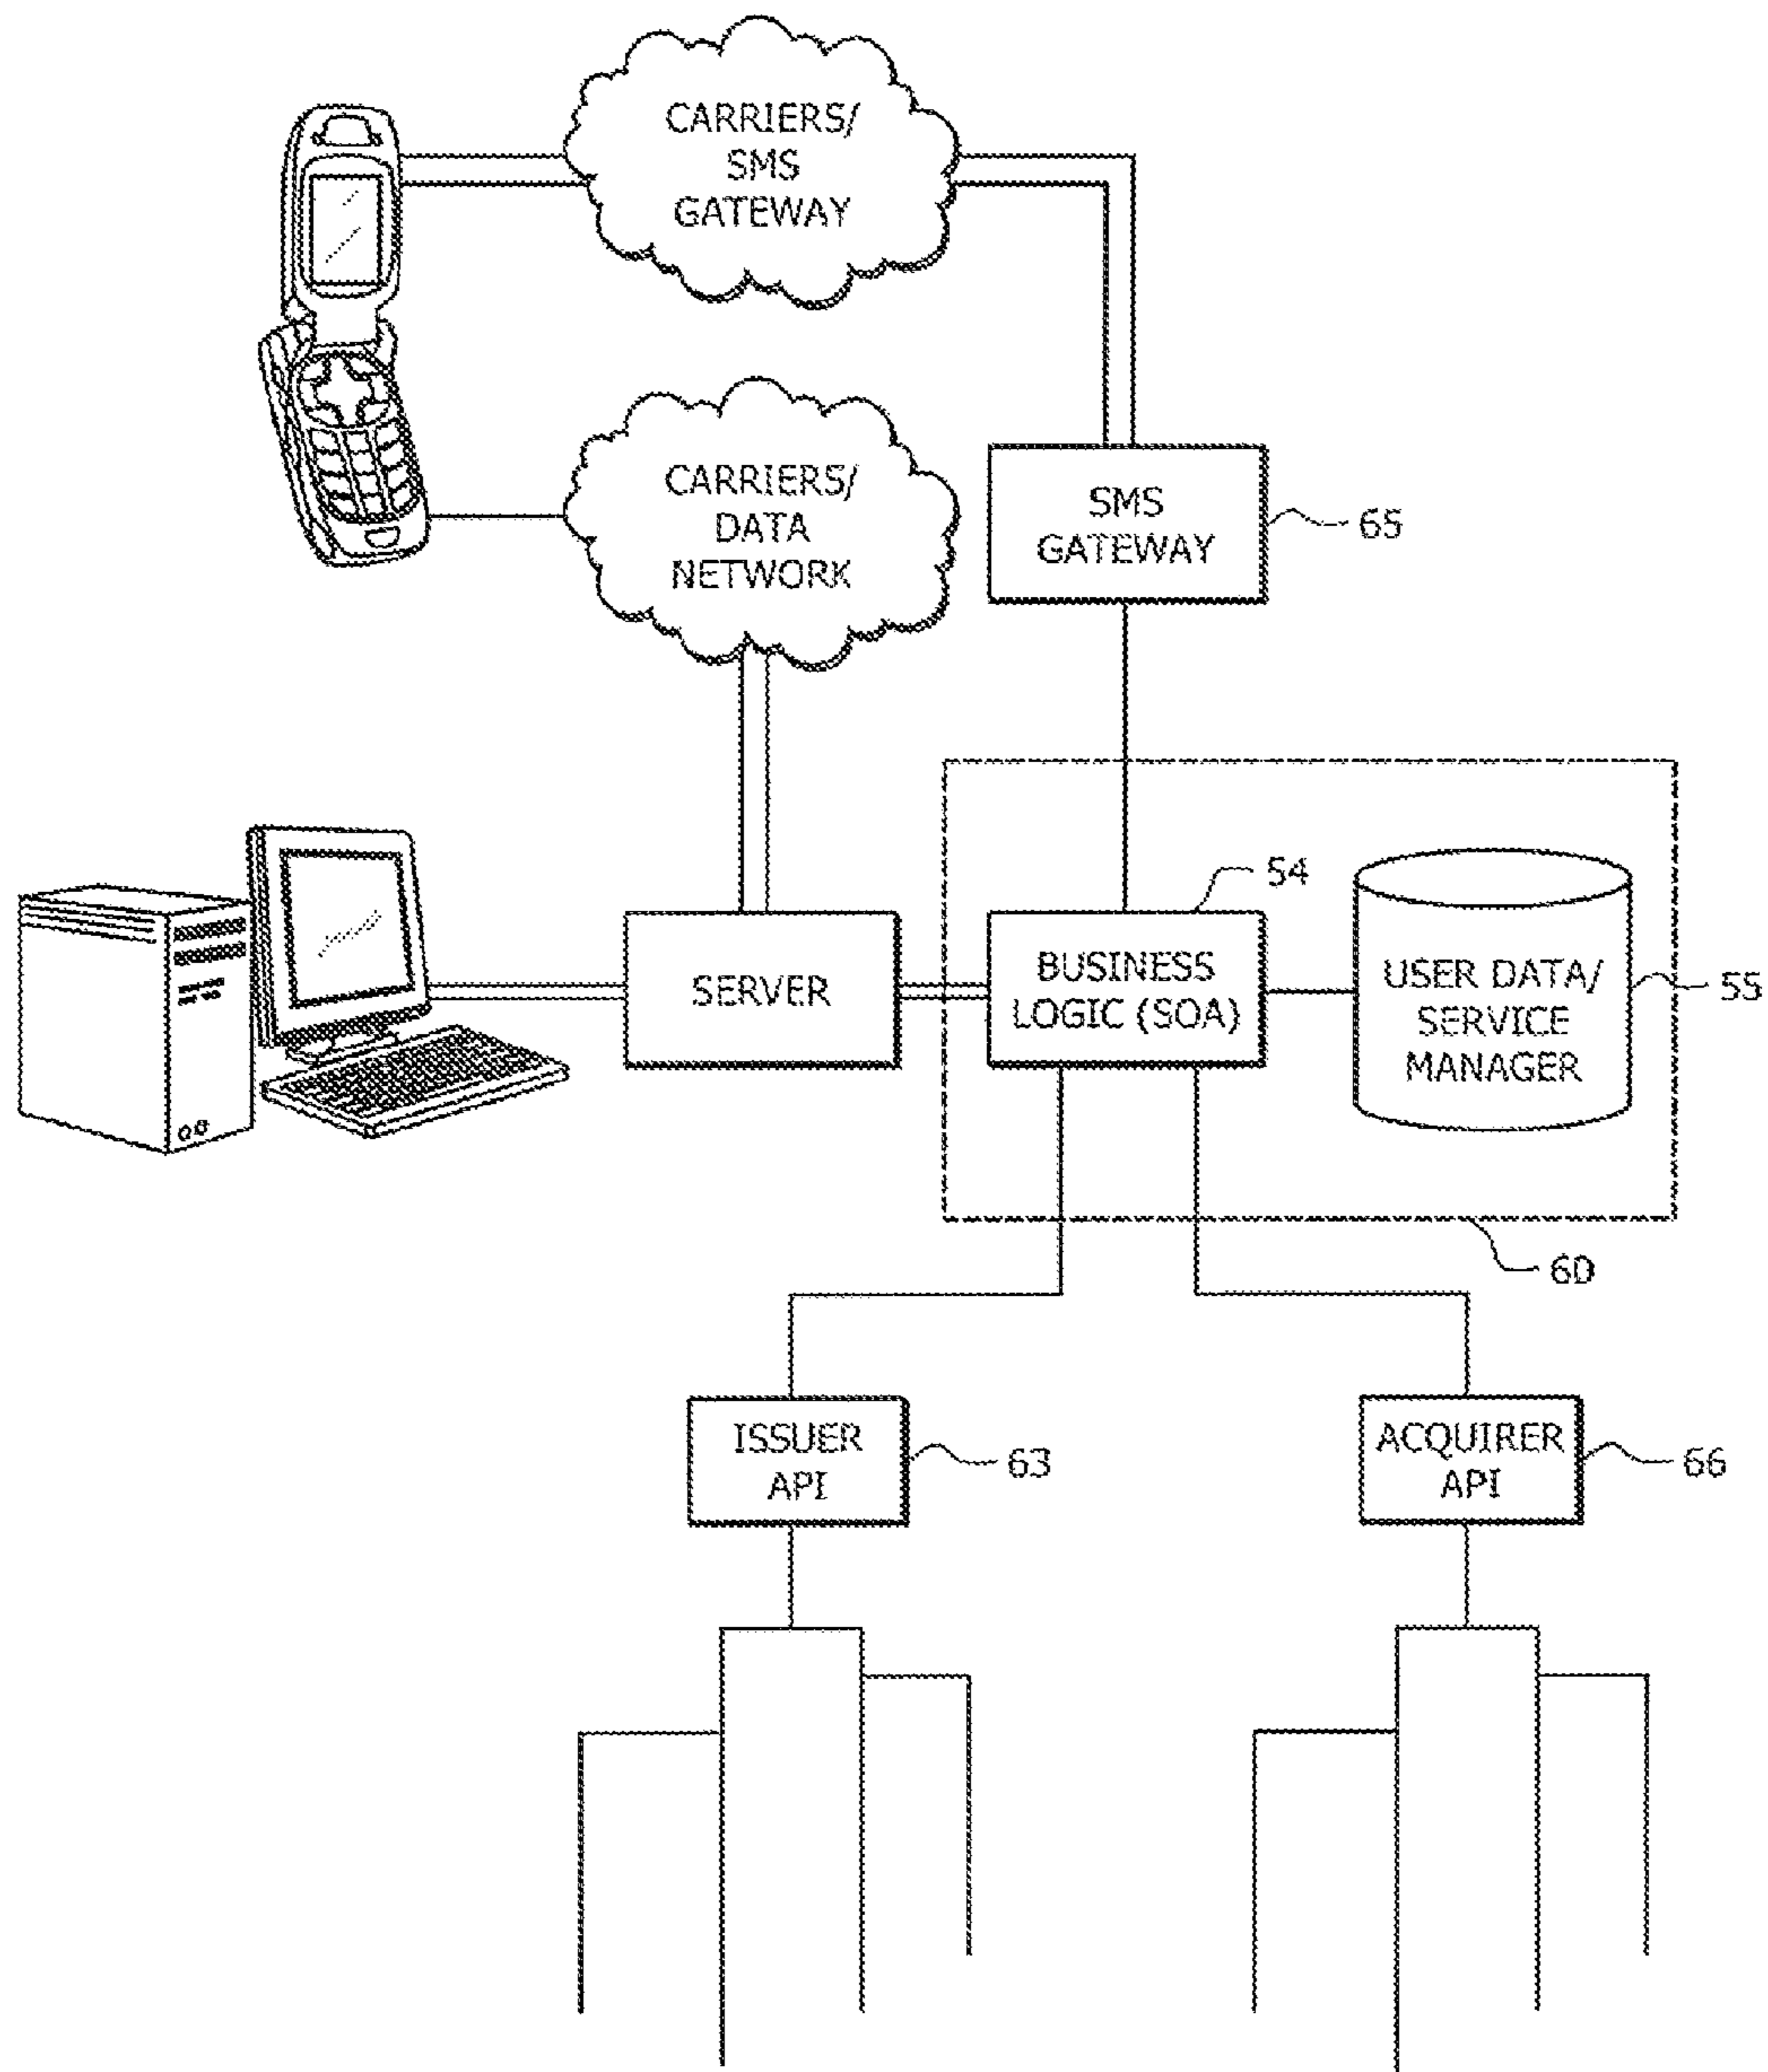 CARRIERS/
SMS
GATEWAY
CARRIERS/
DATA
NETWORK
SMS
GATEWAY
65
54
SERVER
BUSINESS
LOGIC (SOA)
USER DATA/
SERVICE
MANAGER
55
60
ISSUER
API
63
ACQUIRER
API
66